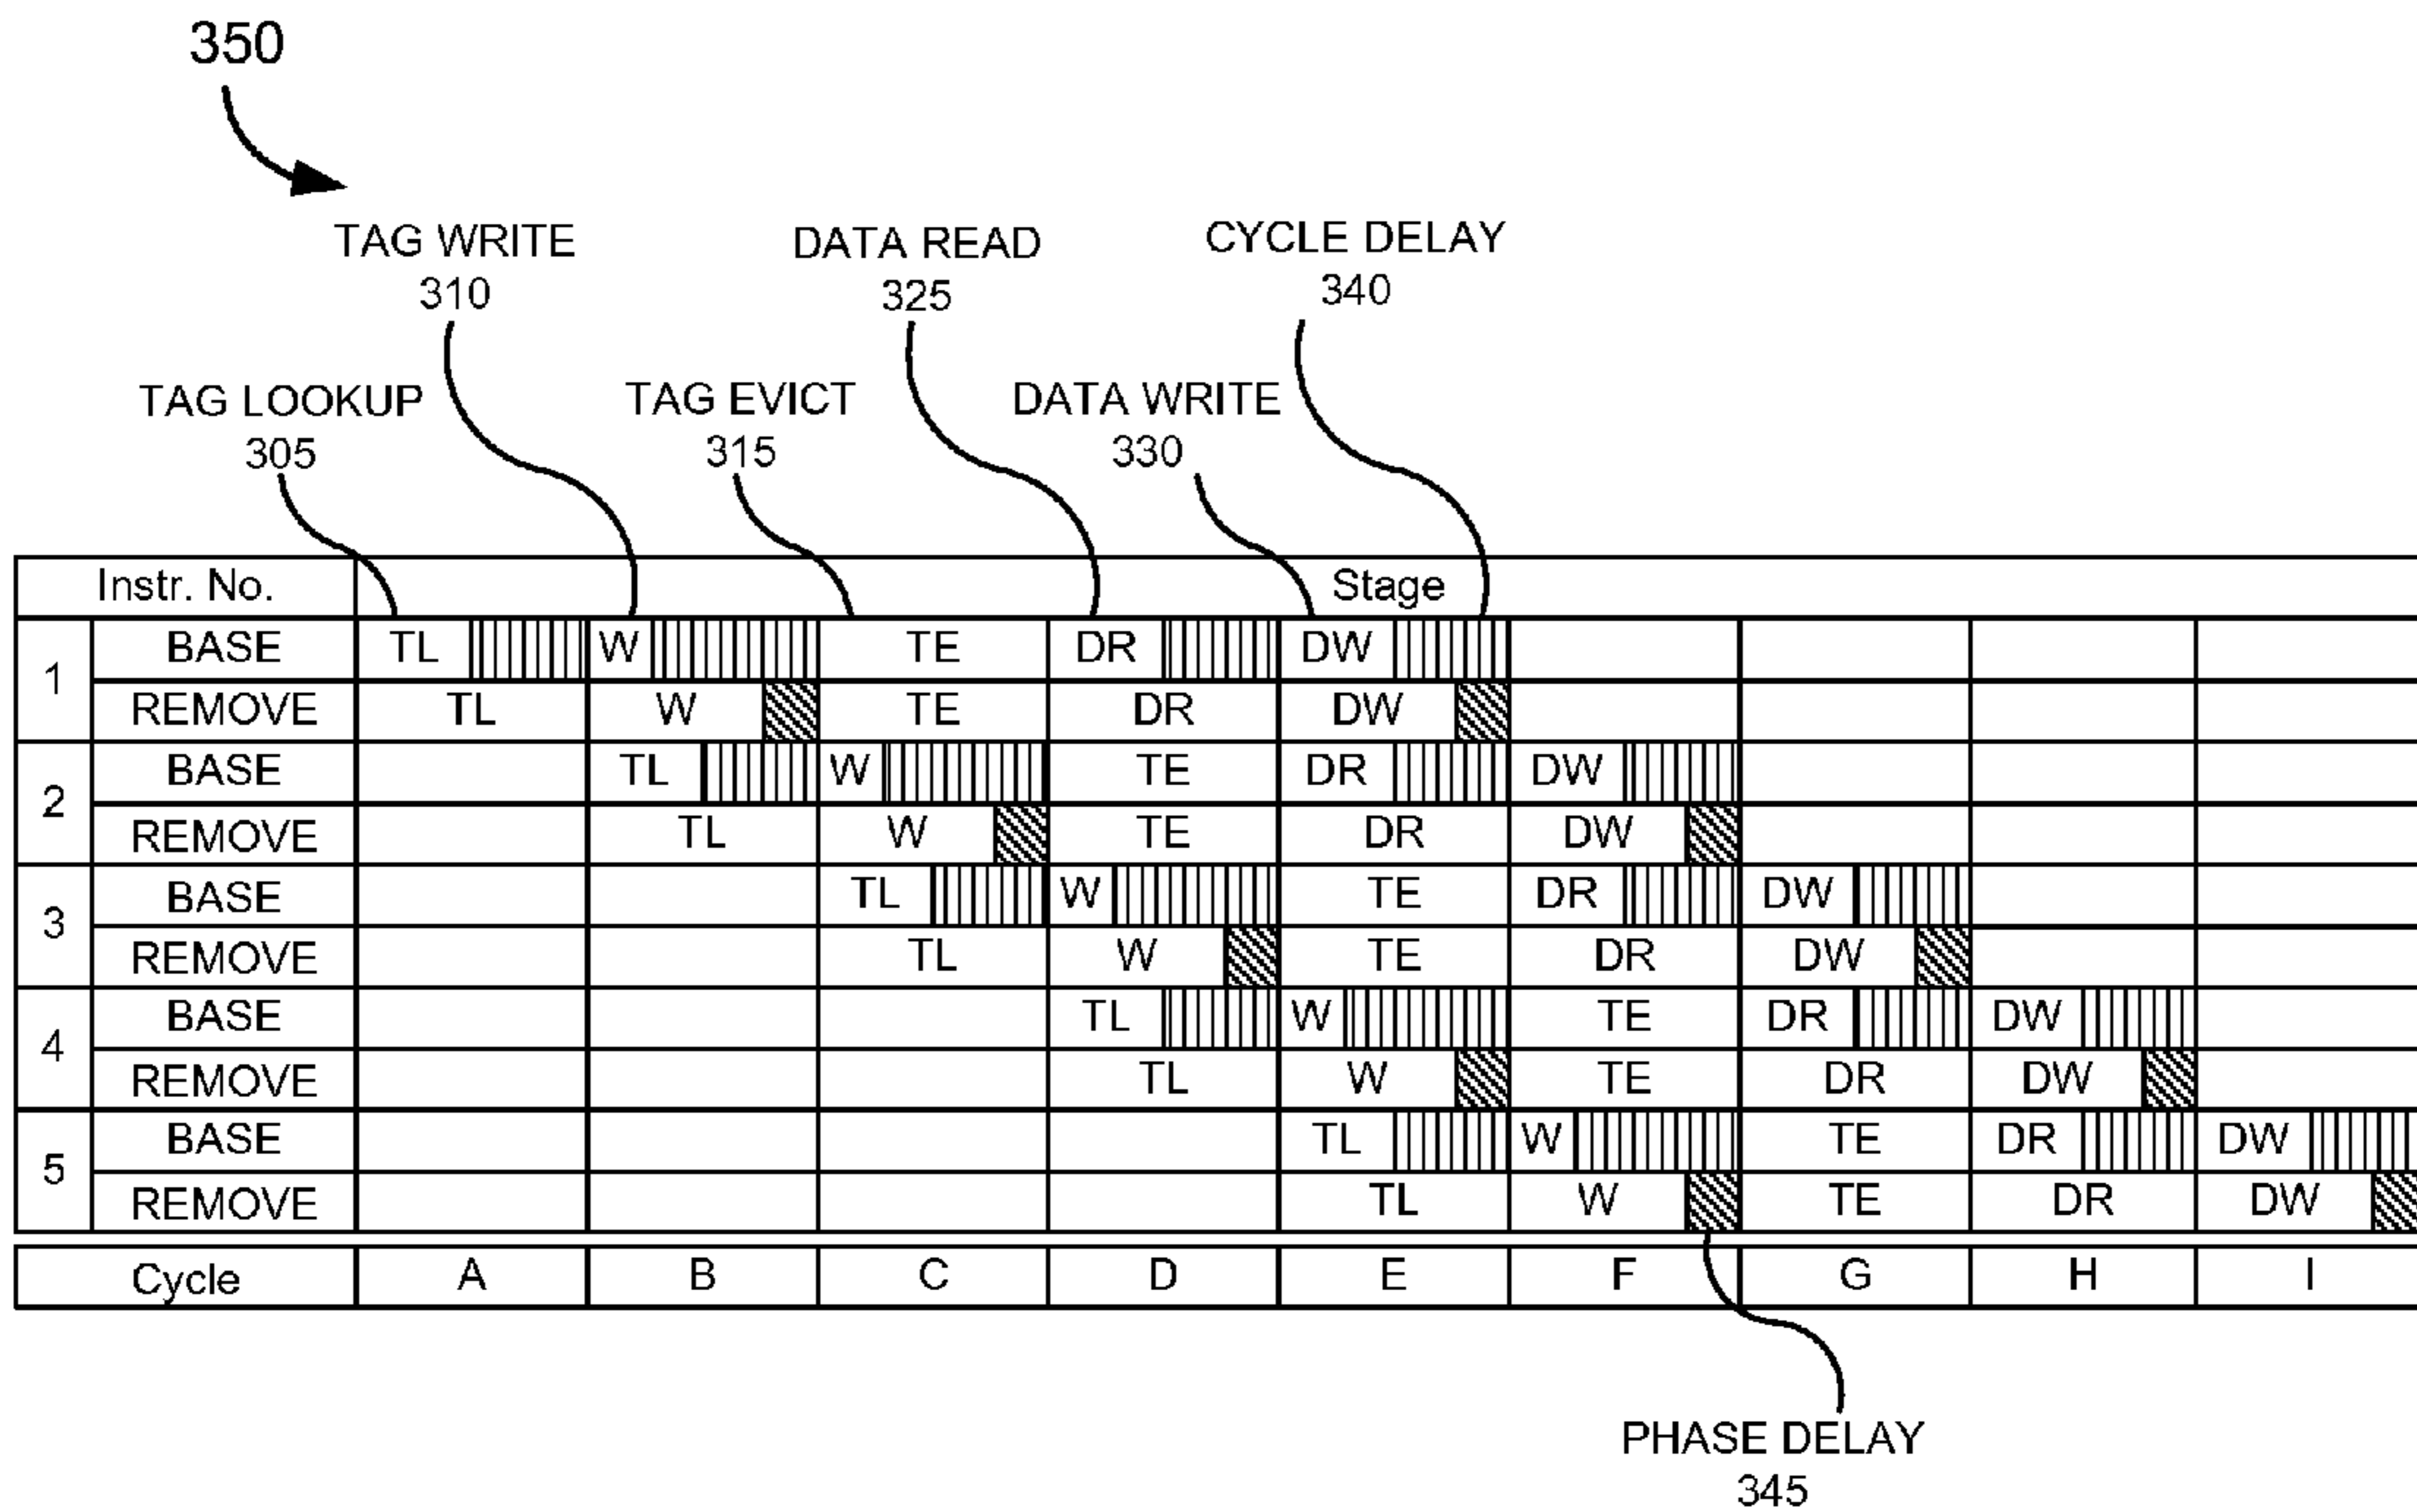 350
TAG WRITE
310
DATA READ
325
CYCLE DELAY
340
TAG LOOKUP
305
TAG EVICT
315
DATA WRITE
330
Instr. No. Stage
1 BASE TL W TE DR DW
REMOVE TL W TE DR DW
2 BASE TL W TE DR DW
REMOVE TL W TE DR DW
3 BASE TL W TE DR DW
REMOVE TL W TE DR DW
4 BASE TL W TE DR DW
REMOVE TL W TE DR DW
5 BASE TL W TE DR DW
REMOVE TL W TE DR DW
Cycle A B C D E F G H I
PHASE DELAY
345